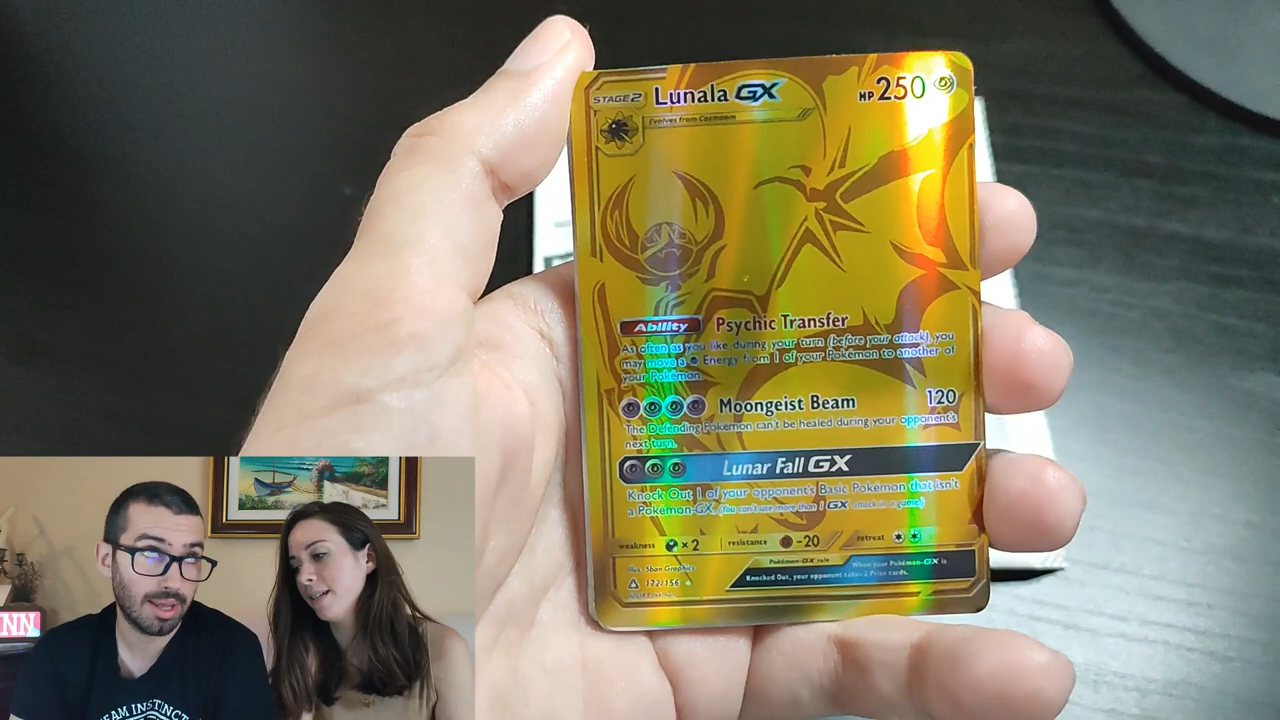 STAGE 2 Lunala GX HP 250
Evolves from Cosmoem
Ability Psychic Transfer
As often as you like during your turn (before your attack), you
may move a Energy from 1 of your Pokémon to another of
your Pokémon.
Moongeist Beam 120
The Defending Pokémon can't be healed during your opponent's
next turn.
Lunar Fall GX
Knock Out 1 of your opponent's Basic Pokémon that isn't
a Pokémon-GX. (You can't use more than 1 GX attack in a game.)
weakness ×2 resistance -20 retreat
Illus. 5ban Graphics Pokémon-GX rule When your Pokémon-GX is
172/156 Knocked Out, your opponent takes 2 Prize cards.
NN
EAM INSTINCT